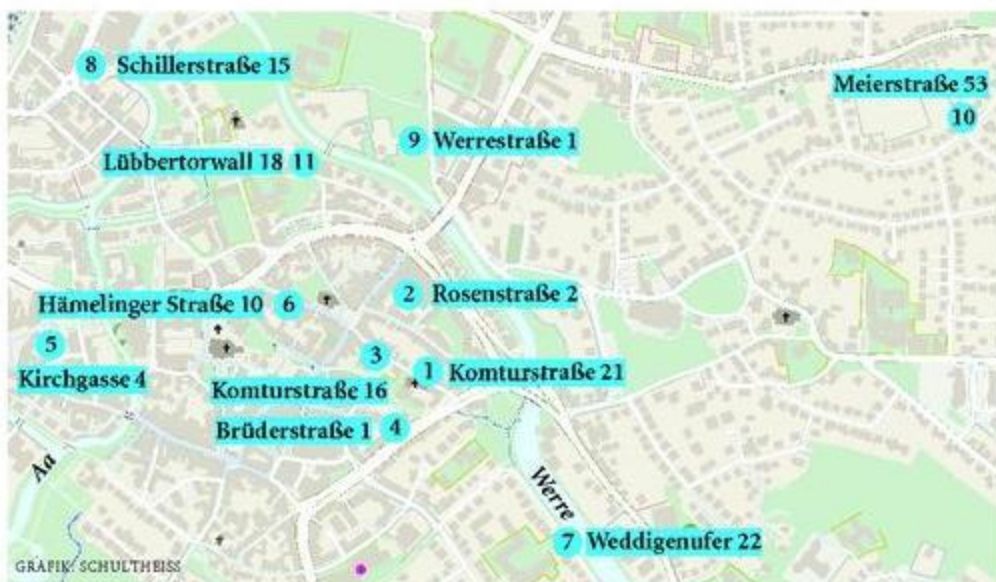 8 Schillerstraße 15
Meierstraße 53
10
9 Werrestraße 1
Lübbertorwall 18 11
Hämelinger Straße 10 6
2 Rosenstraße 2
5
Kirchgasse 4
3
Komturstraße 16
1 Komturstraße 21
Brüderstraße 1 4
Aa
Werre
7 Weddigenufer 22
GRAFIK: SCHULTHEISS